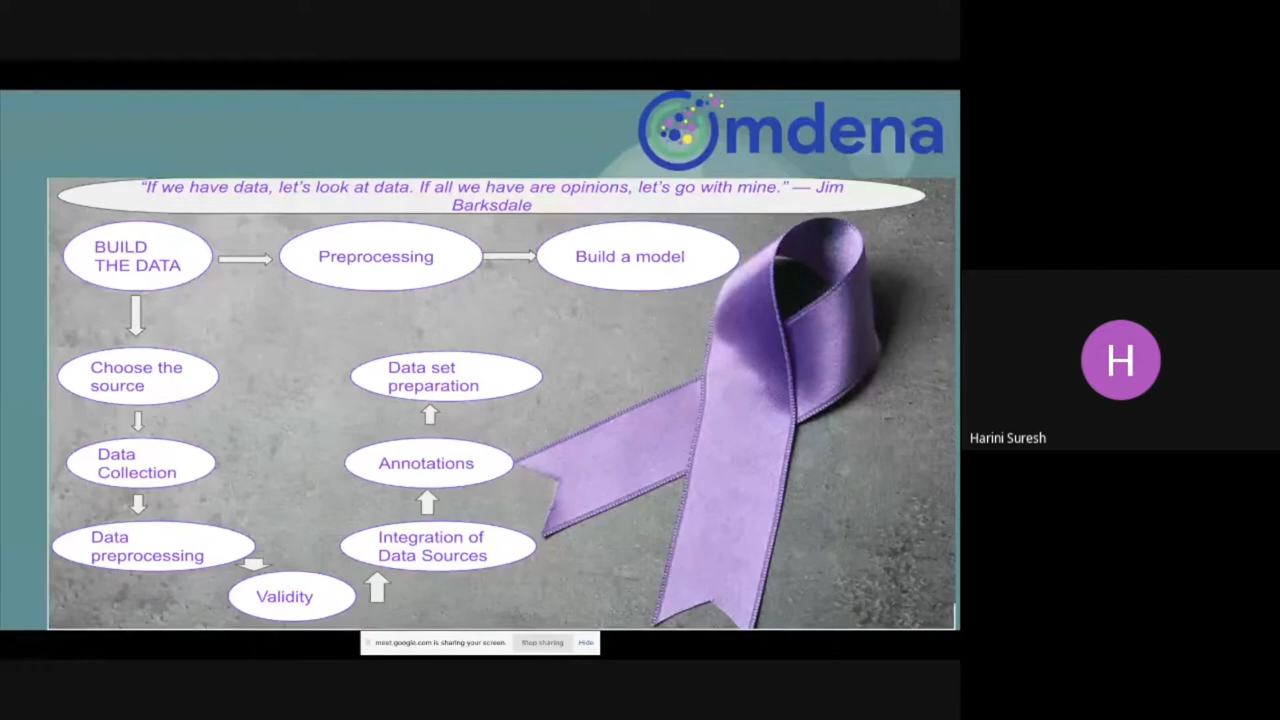 omdena
“If we have data, let’s look at data. If all we have are opinions, let’s go with mine.” — Jim
Barksdale
BUILD
THE DATA
Preprocessing
Build a model
Choose the
source
Data set
preparation
Data
Collection
Annotations
Data
preprocessing
Integration of
Data Sources
Validity
meet.google.com is sharing your screen.
Stop sharing
Hide
H
Harini Suresh